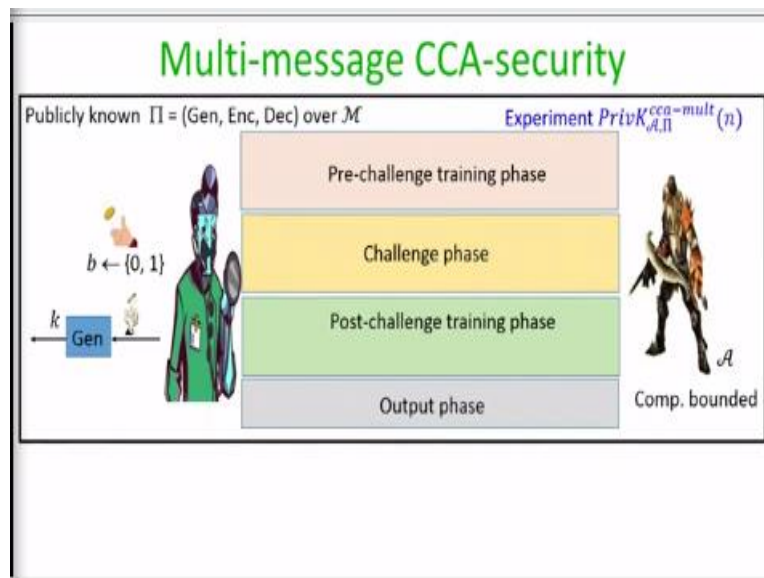 Multi-message CCA-security
Publicly known Π = (Gen, Enc, Dec) over ℳ
Experiment PrivK^{cca-mult}_{𝒜,Π}(n)
Pre-challenge training phase
Challenge phase
b ← {0, 1}
Post-challenge training phase
k
Gen
𝒜
Output phase
Comp. bounded